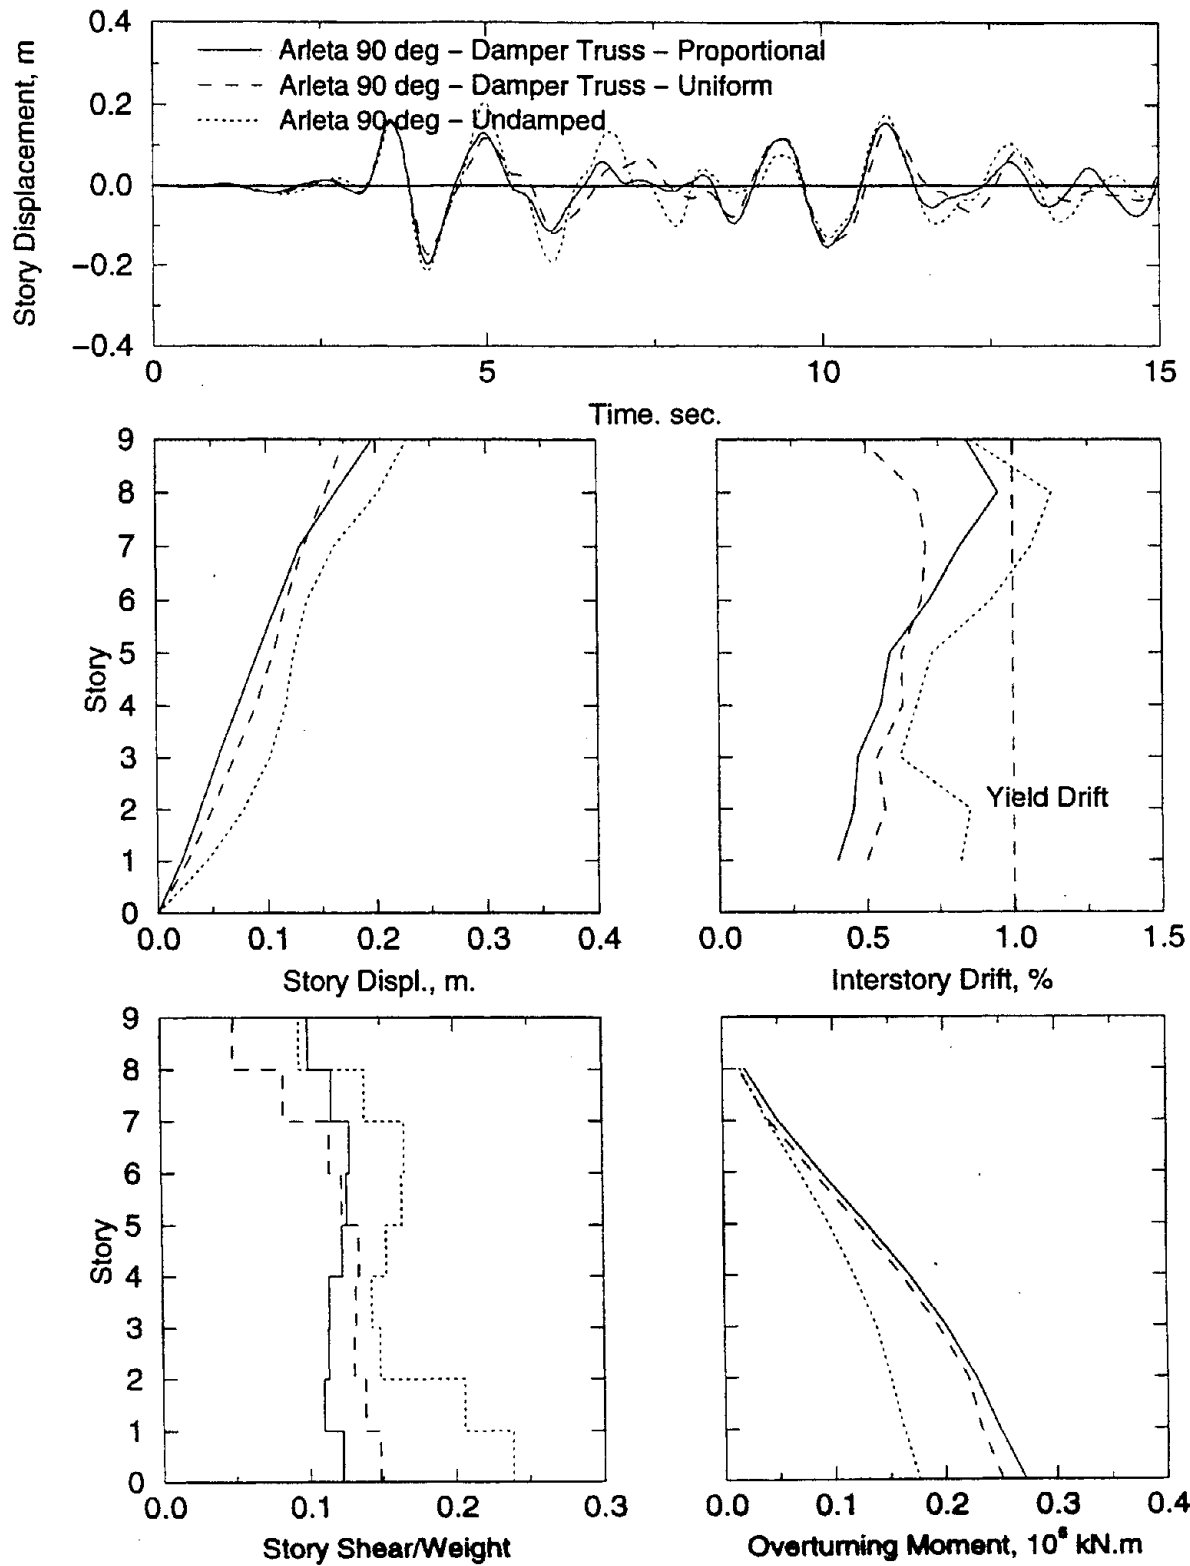 0.4
0.2
0.0
−0.2
−0.4
Story Displacement, m
Arleta 90 deg − Damper Truss − Proportional
Arleta 90 deg − Damper Truss − Uniform
Arleta 90 deg − Undamped
0 5 10 15
Time. sec.
9
8
7
6
5
4
3
2
1
0
Story
0.0 0.1 0.2 0.3 0.4
Story Displ., m.
Yield Drift
0.0 0.5 1.0 1.5
Interstory Drift, %
9
8
7
6
5
4
3
2
1
0
Story
0.0 0.1 0.2 0.3
Story Shear/Weight
0.0 0.1 0.2 0.3 0.4
Overturning Moment, 10⁶ kN.m